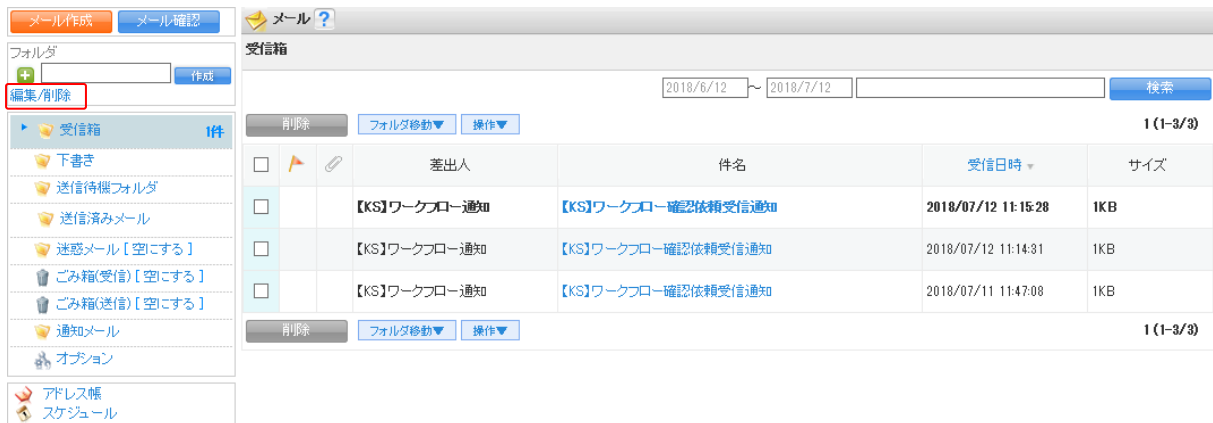 メール作成 メール確認
フォルダ
作成
編集/削除
受信箱 1件
下書き
送信待機フォルダ
送信済みメール
迷惑メール [ 空にする ]
ごみ箱(受信) [ 空にする ]
ごみ箱(送信) [ 空にする ]
通知メール
オプション
アドレス帳
スケジュール
メール ?
受信箱
2018/6/12 ～ 2018/7/12 検索
削除 フォルダ移動▼ 操作▼ 1 (1-3/3)
差出人 件名 受信日時 ▼ サイズ
【KS】ワークフロー通知 【KS】ワークフロー確認依頼受信通知 2018/07/12 11:15:28 1KB
【KS】ワークフロー通知 【KS】ワークフロー確認依頼受信通知 2018/07/12 11:14:31 1KB
【KS】ワークフロー通知 【KS】ワークフロー確認依頼受信通知 2018/07/11 11:47:08 1KB
削除 フォルダ移動▼ 操作▼ 1 (1-3/3)